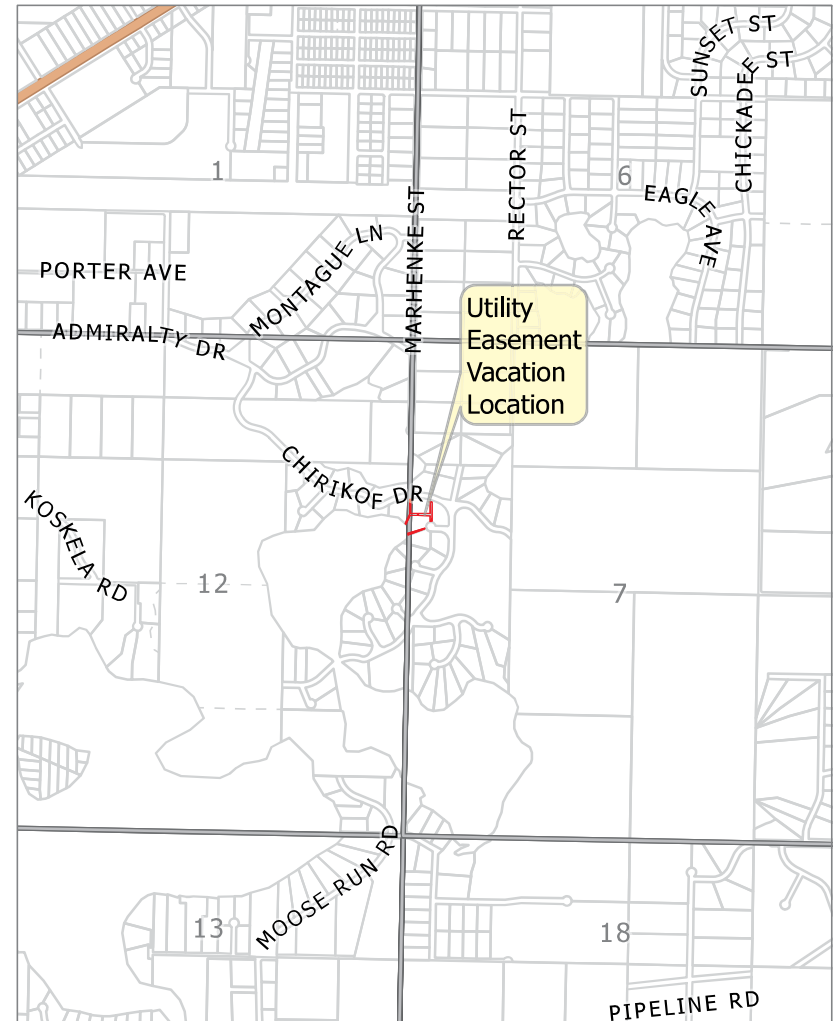 SUNSET ST
CHICKADEE ST
RECTOR ST
1
6
EAGLE AVE
MARHENKE ST
MONTAGUE LN
PORTER AVE
ADMIRALTY DR
Utility
Easement
Vacation
Location
CHIRIKOF DR
KOSKELA RD
12
7
MOOSE RUN RD
13
18
PIPELINE RD